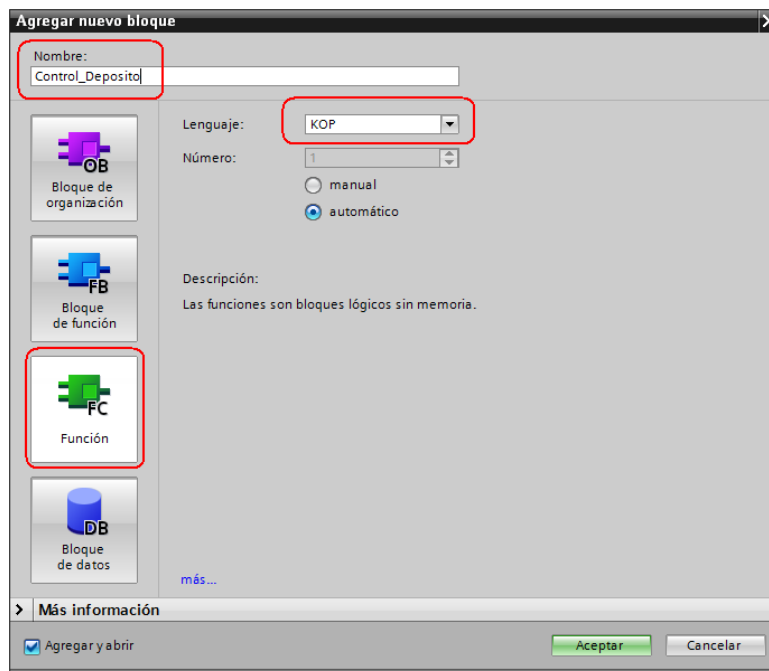 Agregar nuevo bloque
Nombre:
Control_Deposito
OB
Bloque de
organización
FB
Bloque
de función
FC
Función
DB
Bloque
de datos
Lenguaje:
KOP
Número:
1
manual
automático
Descripción:
Las funciones son bloques lógicos sin memoria.
más...
Más información
Agregar y abrir
Aceptar
Cancelar